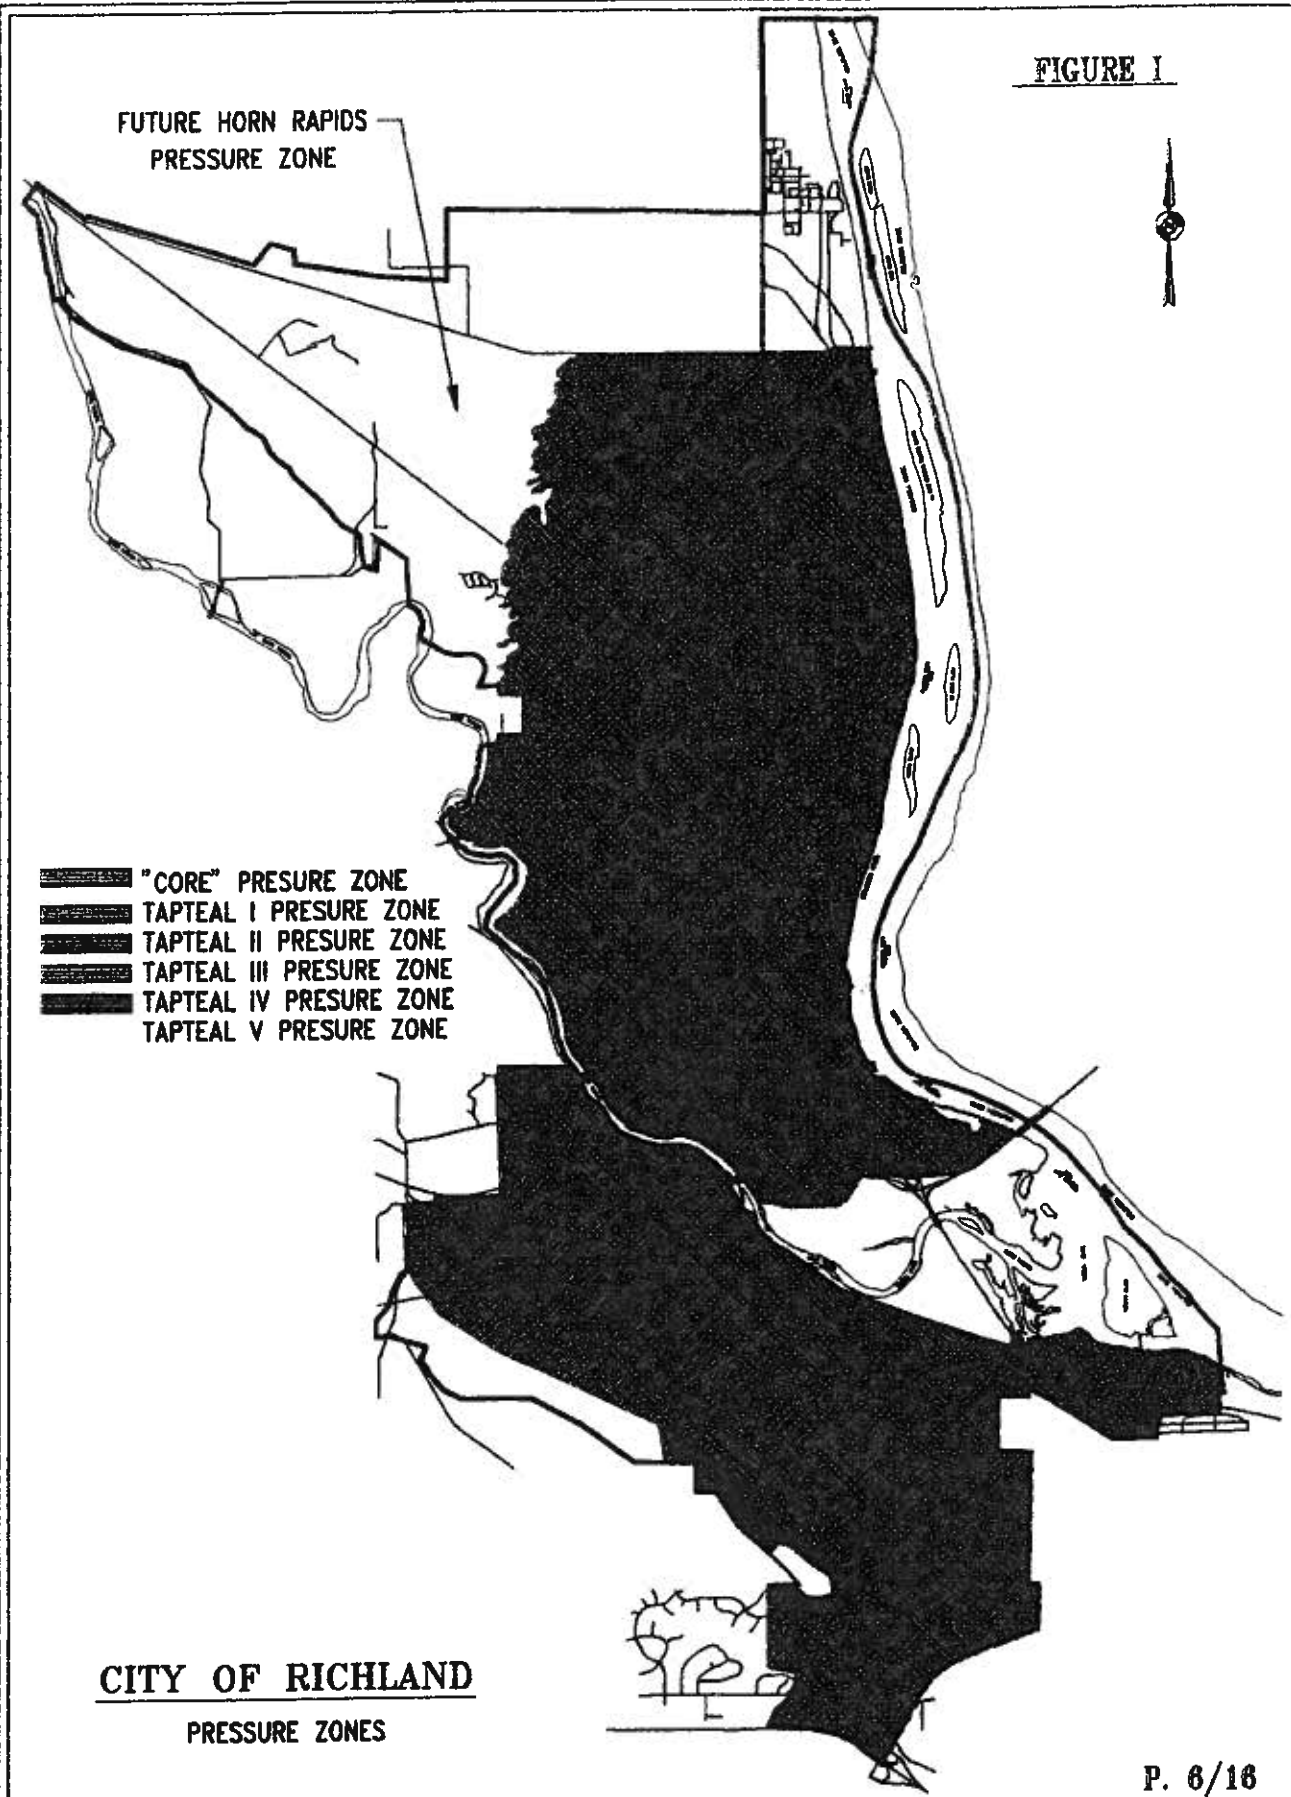 FIGURE I
FUTURE HORN RAPIDS
PRESSURE ZONE
"CORE" PRESURE ZONE
TAPTEAL I PRESURE ZONE
TAPTEAL II PRESURE ZONE
TAPTEAL III PRESURE ZONE
TAPTEAL IV PRESURE ZONE
TAPTEAL V PRESURE ZONE
CITY OF RICHLAND
PRESSURE ZONES
P. 6/16